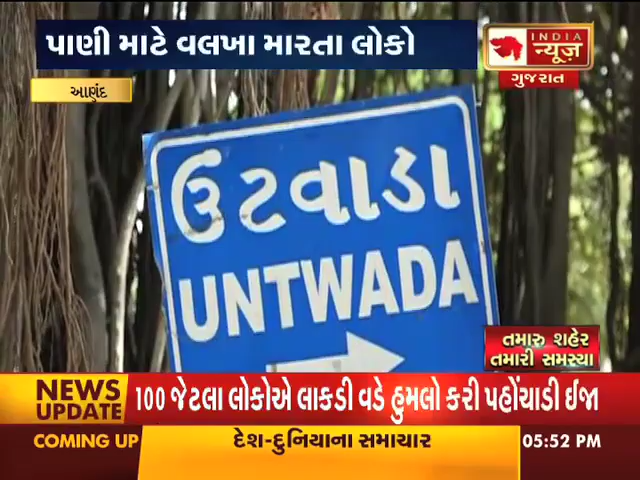 પાણી માટે વલખા મારતા લોકો
INDIA
ન્યૂઝ
ગુજરાત
આણંદ
ઉંટવાડા
UNTWADA
તમારુ શહેર
તમારી સમસ્યા
NEWS UPDATE
100 જેટલા લોકોએ લાકડી વડે હુમલો કરી પહોંચાડી ઈજા
COMING UP
દેશ-દુનિયાના સમાચાર
05:52 PM